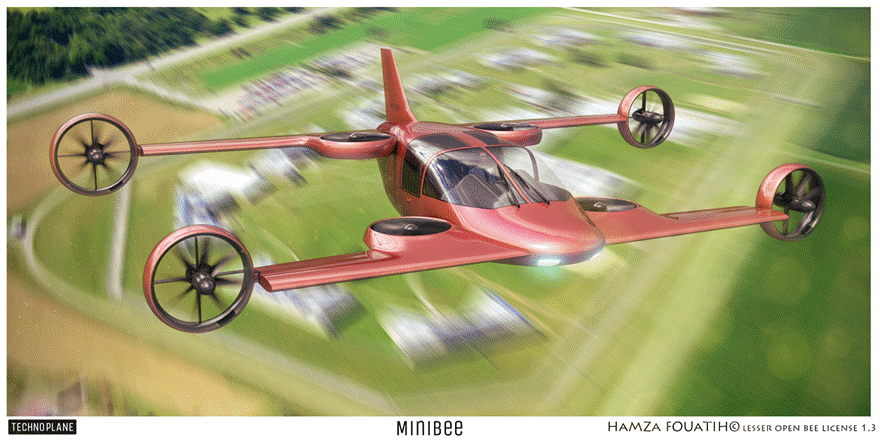 TECHNOPLANE
MiNiBee
HAMZA FOUATIH© LESSER OPEN BEE LICENSE 1.3